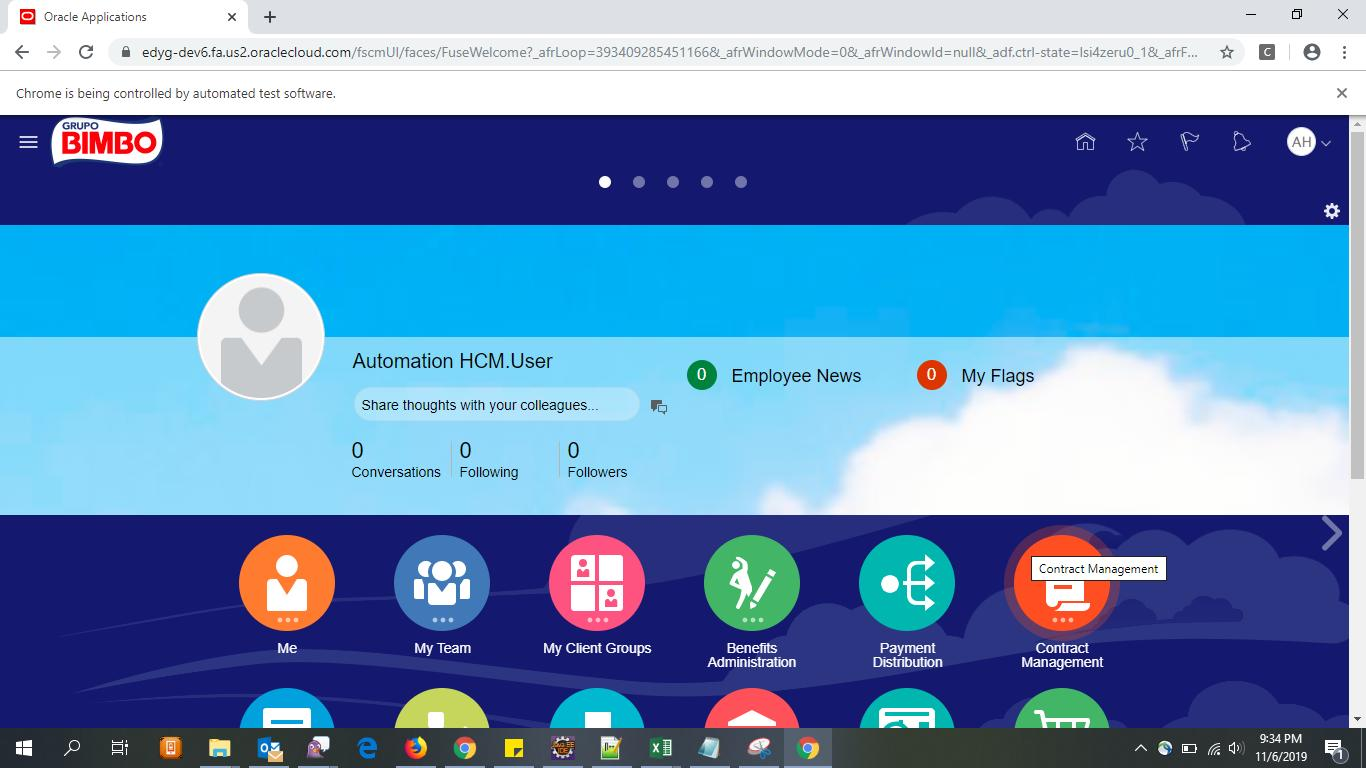 Oracle Applications
edyg-dev6.fa.us2.oraclecloud.com/fscmUI/faces/FuseWelcome?_afrLoop=393409285451166&_afrWindowMode=0&_afrWindowId=null&_adf.ctrl-state=lsi4zeru0_1&_afrF...
C
Chrome is being controlled by automated test software.
GRUPO
BIMBO
AH
Automation HCM.User
0 Employee News
0 My Flags
Share thoughts with your colleagues...
0
Conversations
0
Following
0
Followers
Contract Management
Me
My Team
My Client Groups
Benefits
Administration
Payment
Distribution
Contract
Management
9:34 PM
11/6/2019
1